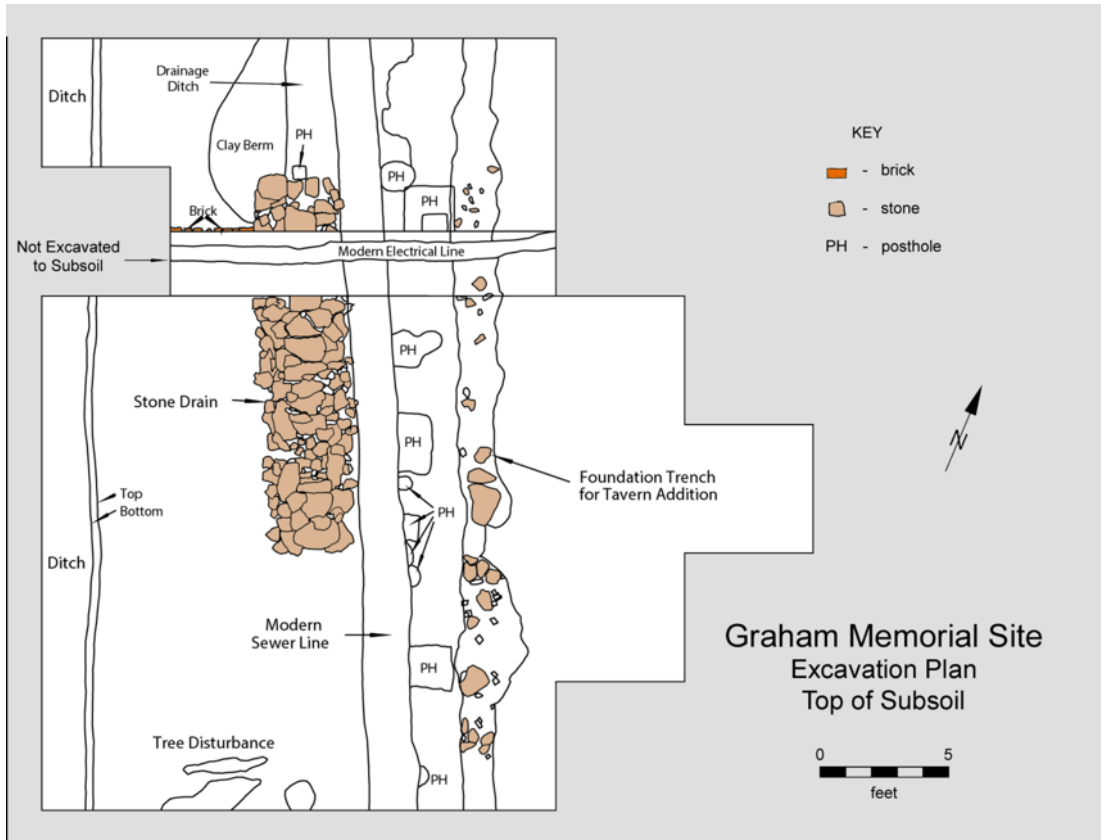 Drainage
Ditch
Ditch
PH
Clay Berm
PH
PH
Brick
Not Excavated
to Subsoil
Modern Electrical Line
KEY
- brick
- stone
PH - posthole
PH
Stone Drain
PH
N
Foundation Trench
for Tavern Addition
Top
Bottom
PH
Ditch
Modern
Sewer Line
PH
Tree Disturbance
PH
Graham Memorial Site
Excavation Plan
Top of Subsoil
0 5
feet